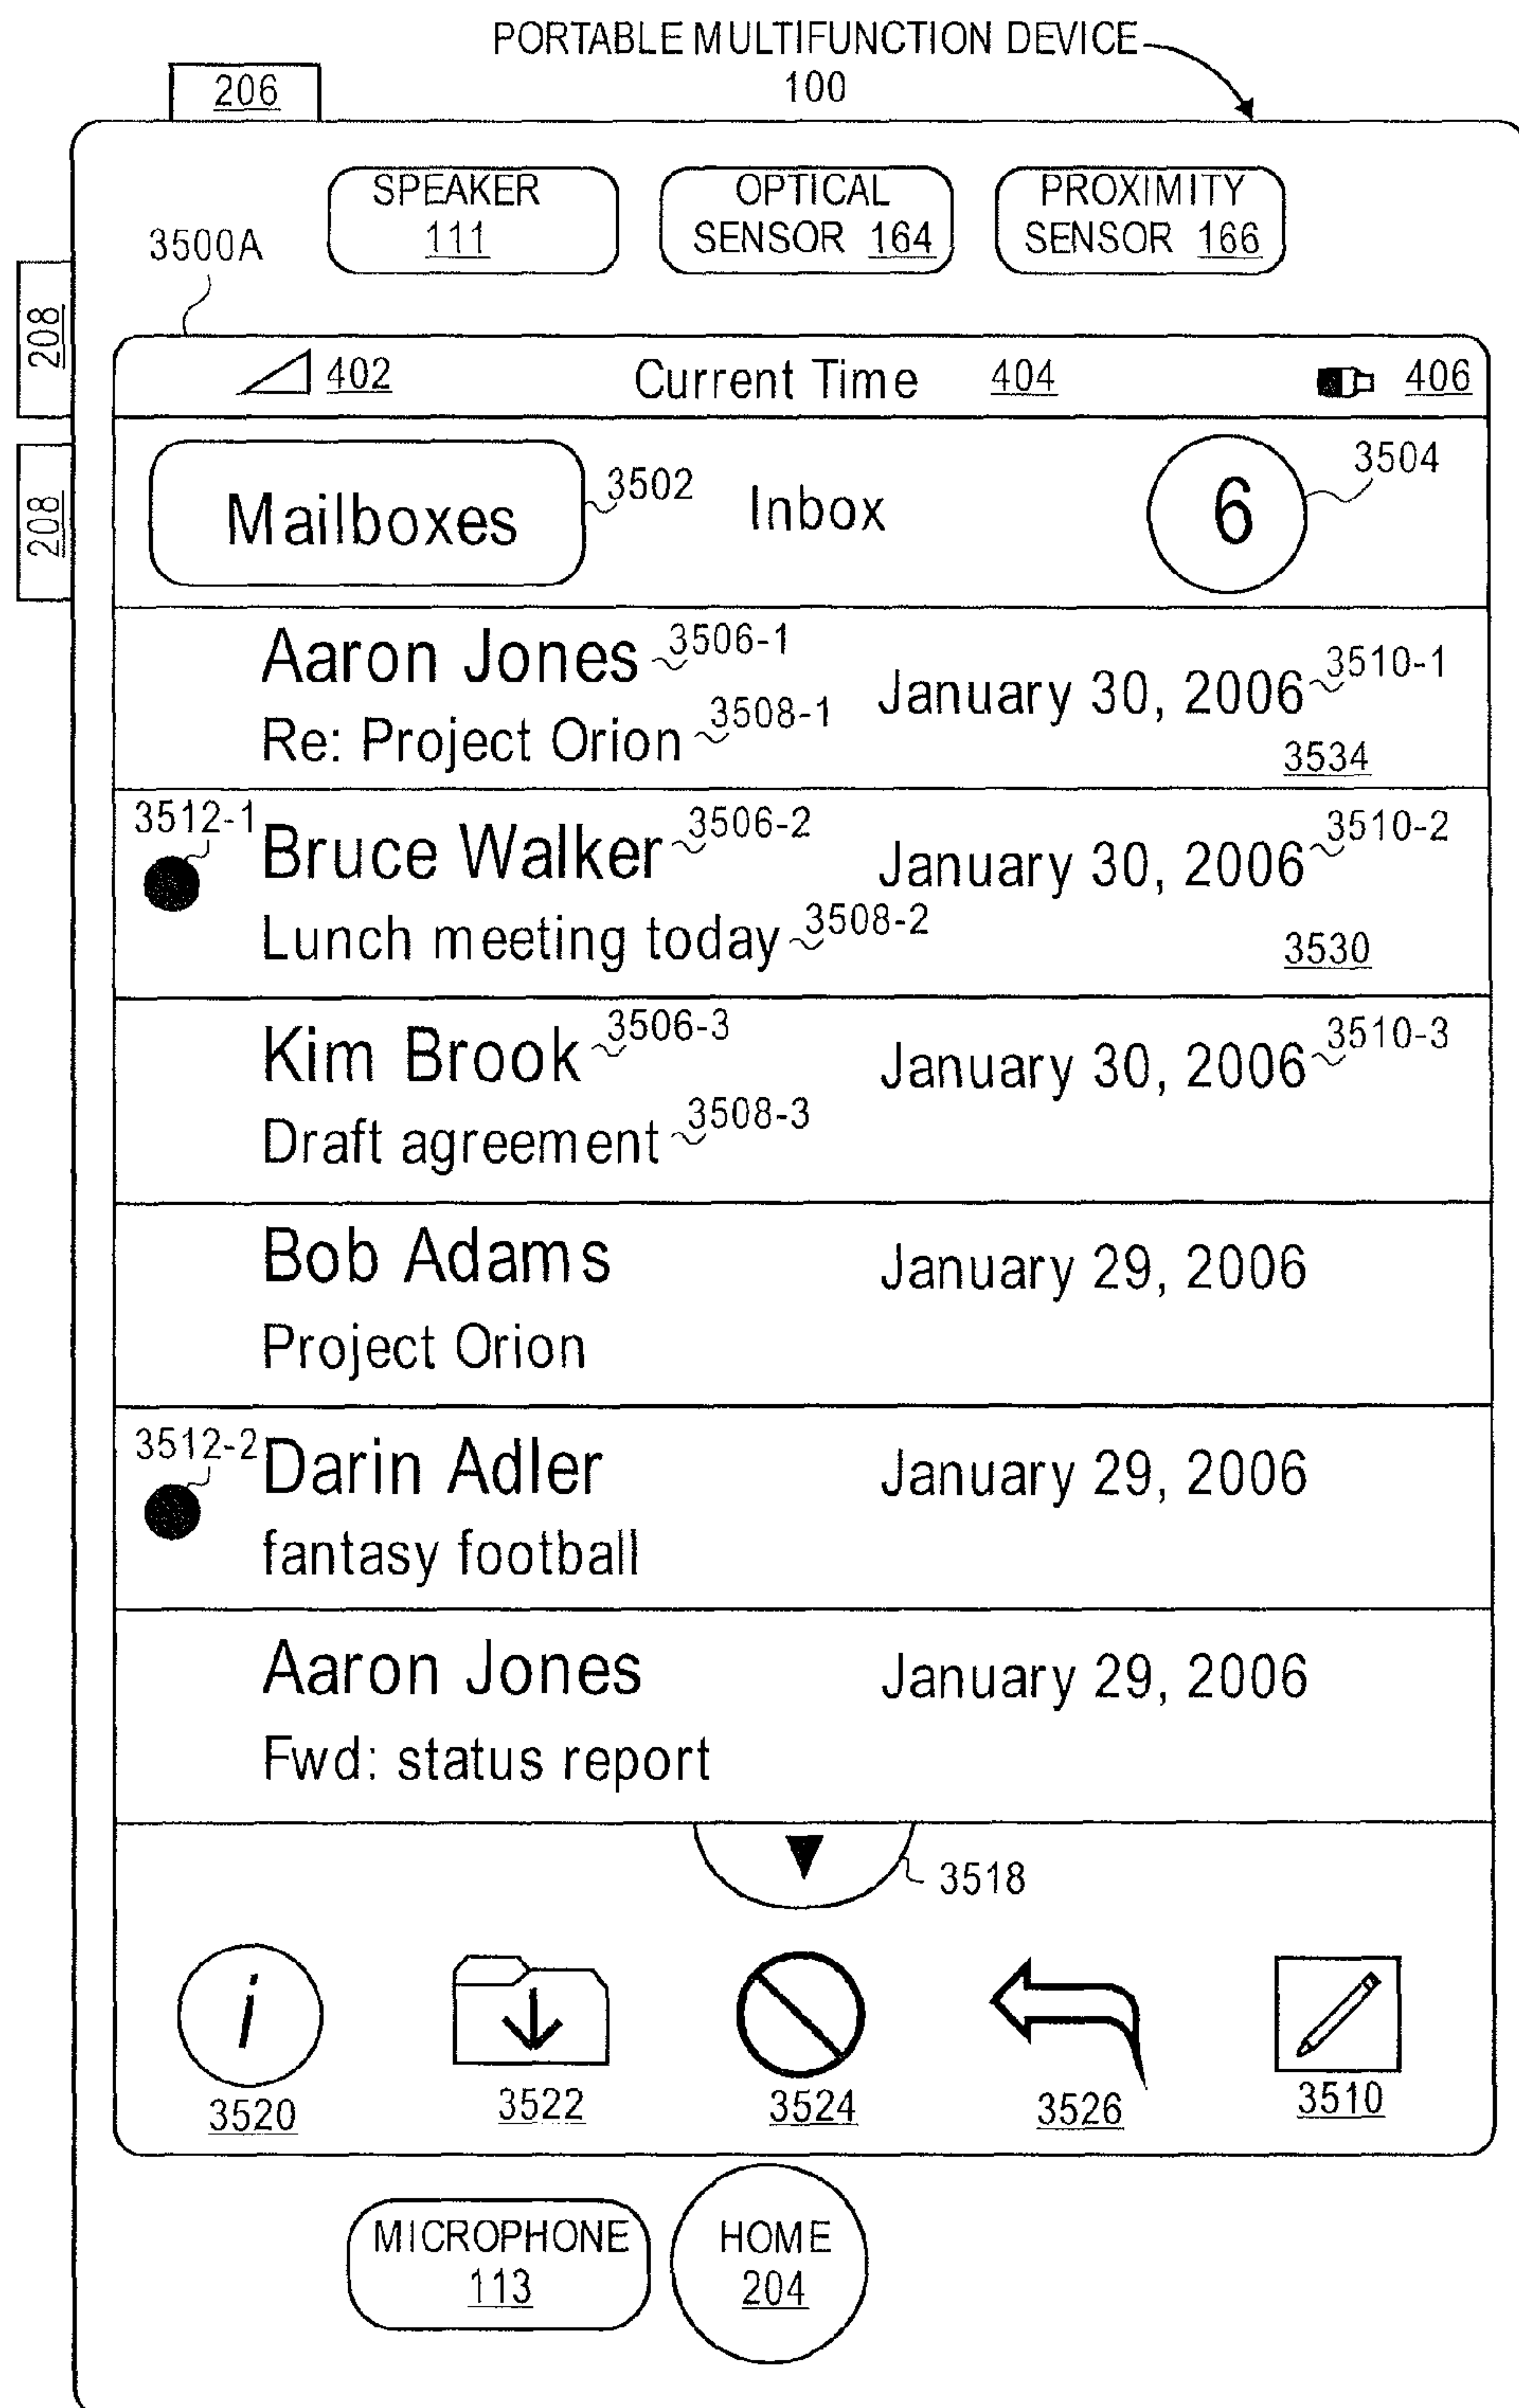 PORTABLE MULTIFUNCTION DEVICE
100
206
SPEAKER
111
OPTICAL
SENSOR 164
PROXIMITY
SENSOR 166
3500A
208
208
402 Current Time 404 406
Mailboxes 3502 Inbox 6 3504
Aaron Jones 3506-1
January 30, 2006 3510-1
Re: Project Orion 3508-1
3534
3512-1
Bruce Walker 3506-2
January 30, 2006 3510-2
Lunch meeting today 3508-2
3530
Kim Brook 3506-3
January 30, 2006 3510-3
Draft agreement 3508-3
Bob Adams January 29, 2006
Project Orion
3512-2
Darin Adler January 29, 2006
fantasy football
Aaron Jones January 29, 2006
Fwd: status report
3518
i
3520 3522 3524 3526 3510
MICROPHONE
113
HOME
204